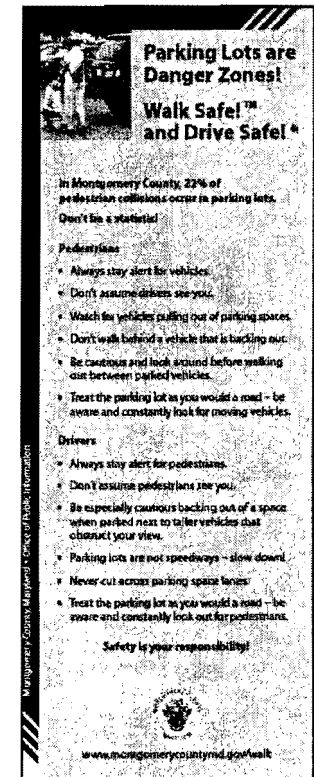 Parking Lots are
Danger Zones!
Walk Safe!™
and Drive Safe!*
In Montgomery County, 22% of
pedestrian collisions occur in parking lots.
Don't be a statistic!
Pedestrians
• Always stay alert for vehicles.
• Don't assume drivers see you.
• Watch for vehicles pulling out of parking spaces.
• Don't walk behind a vehicle that is backing out.
• Be cautious and look around before walking
out between parked vehicles.
• Treat the parking lot as you would a road – be
aware and constantly look for moving vehicles.
Drivers
• Always stay alert for pedestrians.
• Don't assume pedestrians see you.
• Be especially cautious backing out of a space
when parked next to taller vehicles that
obstruct your view.
• Parking lots are not speedways – slow down!
• Never cut across parking space lanes.
• Treat the parking lot as you would a road – be
aware and constantly look out for pedestrians.
Safety is your responsibility!
www.montgomerycountymd.gov/walk
Montgomery County, Maryland • Office of Public Information